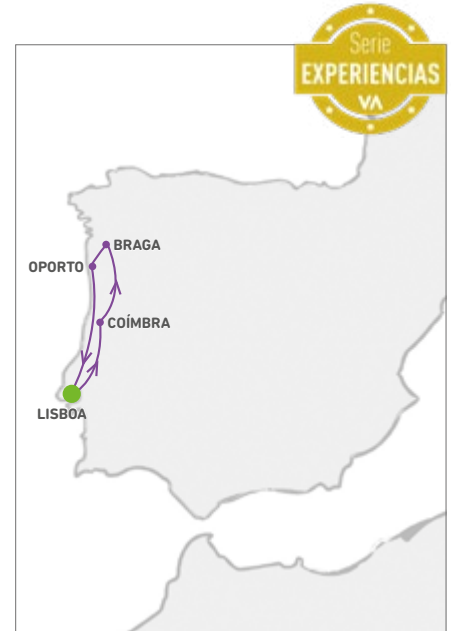 Serie
EXPERIENCIAS
VA
BRAGA
OPORTO
COÍMBRA
LISBOA